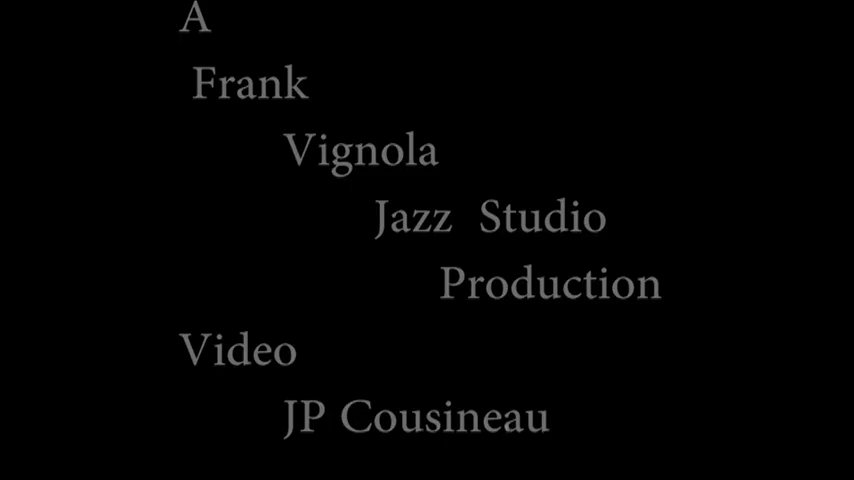 A
Frank
Vignola
Jazz Studio
Production
Video
JP Cousineau